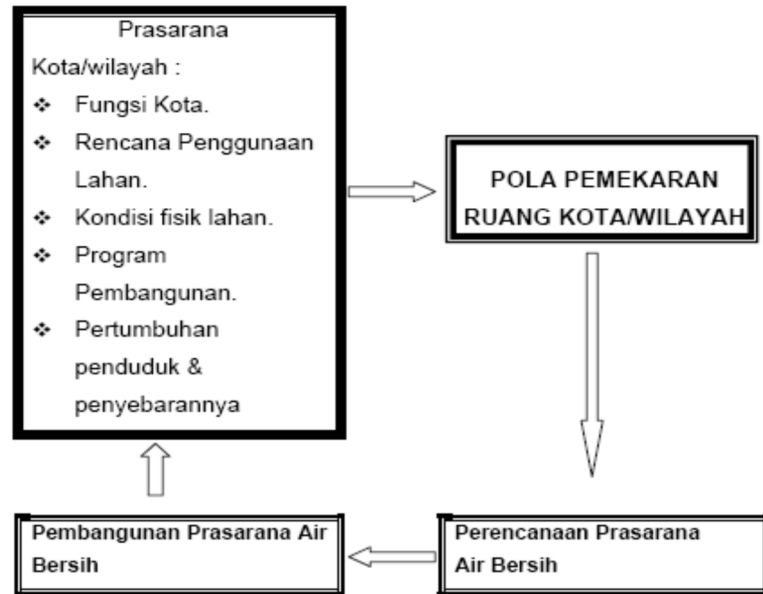 Prasarana
Kota/wilayah :
❖ Fungsi Kota.
❖ Rencana Penggunaan
Lahan.
❖ Kondisi fisik lahan.
❖ Program
Pembangunan.
❖ Pertumbuhan
penduduk &
penyebarannya
POLA PEMEKARAN
RUANG KOTA/WILAYAH
Perencanaan Prasarana
Air Bersih
Pembangunan Prasarana Air
Bersih